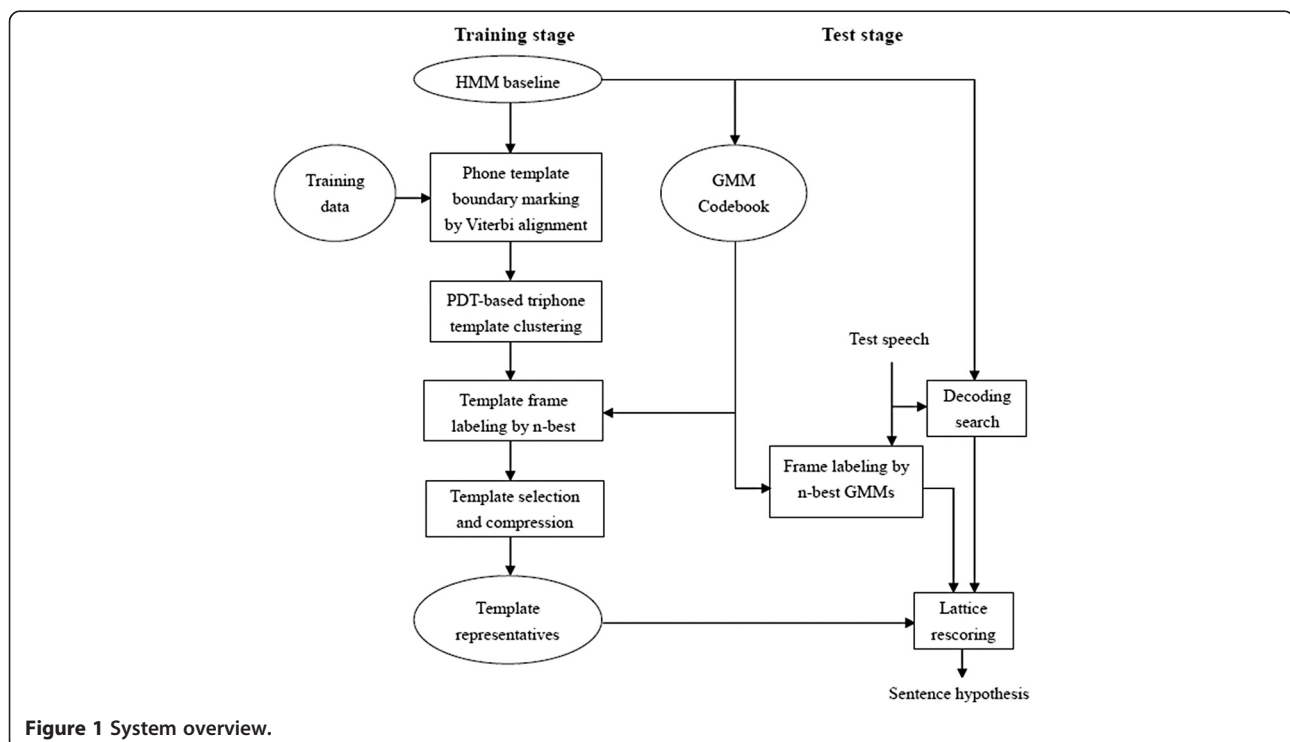 Training stage
Test stage
HMM baseline
Training
data
Phone template
boundary marking
by Viterbi alignment
GMM
Codebook
PDT-based triphone
template clustering
Test speech
Template frame
labeling by n-best
Decoding
search
Frame labeling by
n-best GMMs
Template selection
and compression
Template
representatives
Lattice
rescoring
Sentence hypothesis
Figure 1 System overview.